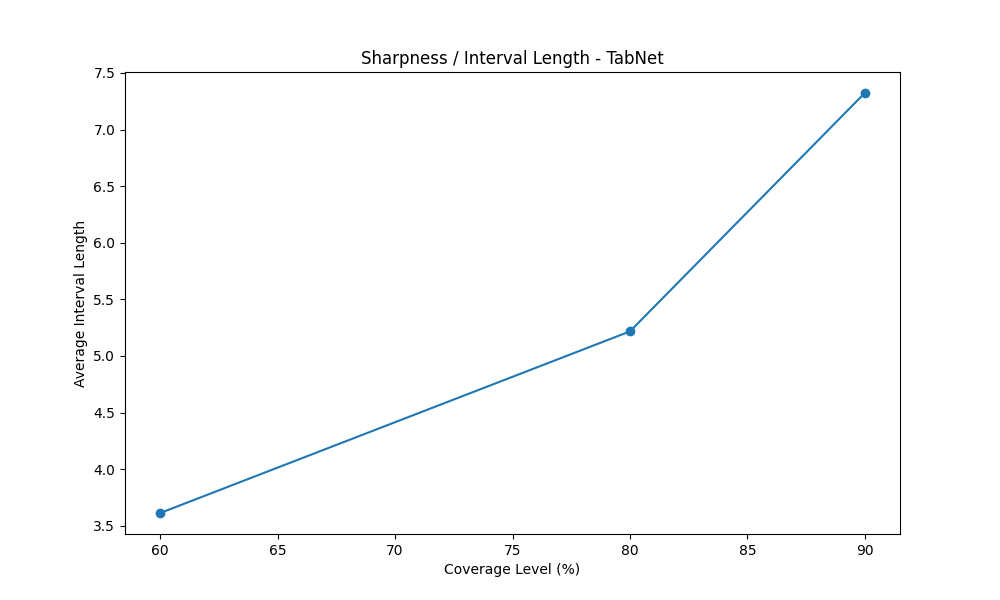 Sharpness / Interval Length - TabNet
7.5
7.0
6.5
6.0
5.5
5.0
4.5
4.0
3.5
Average Interval Length
60 65 70 75 80 85 90
Coverage Level (%)